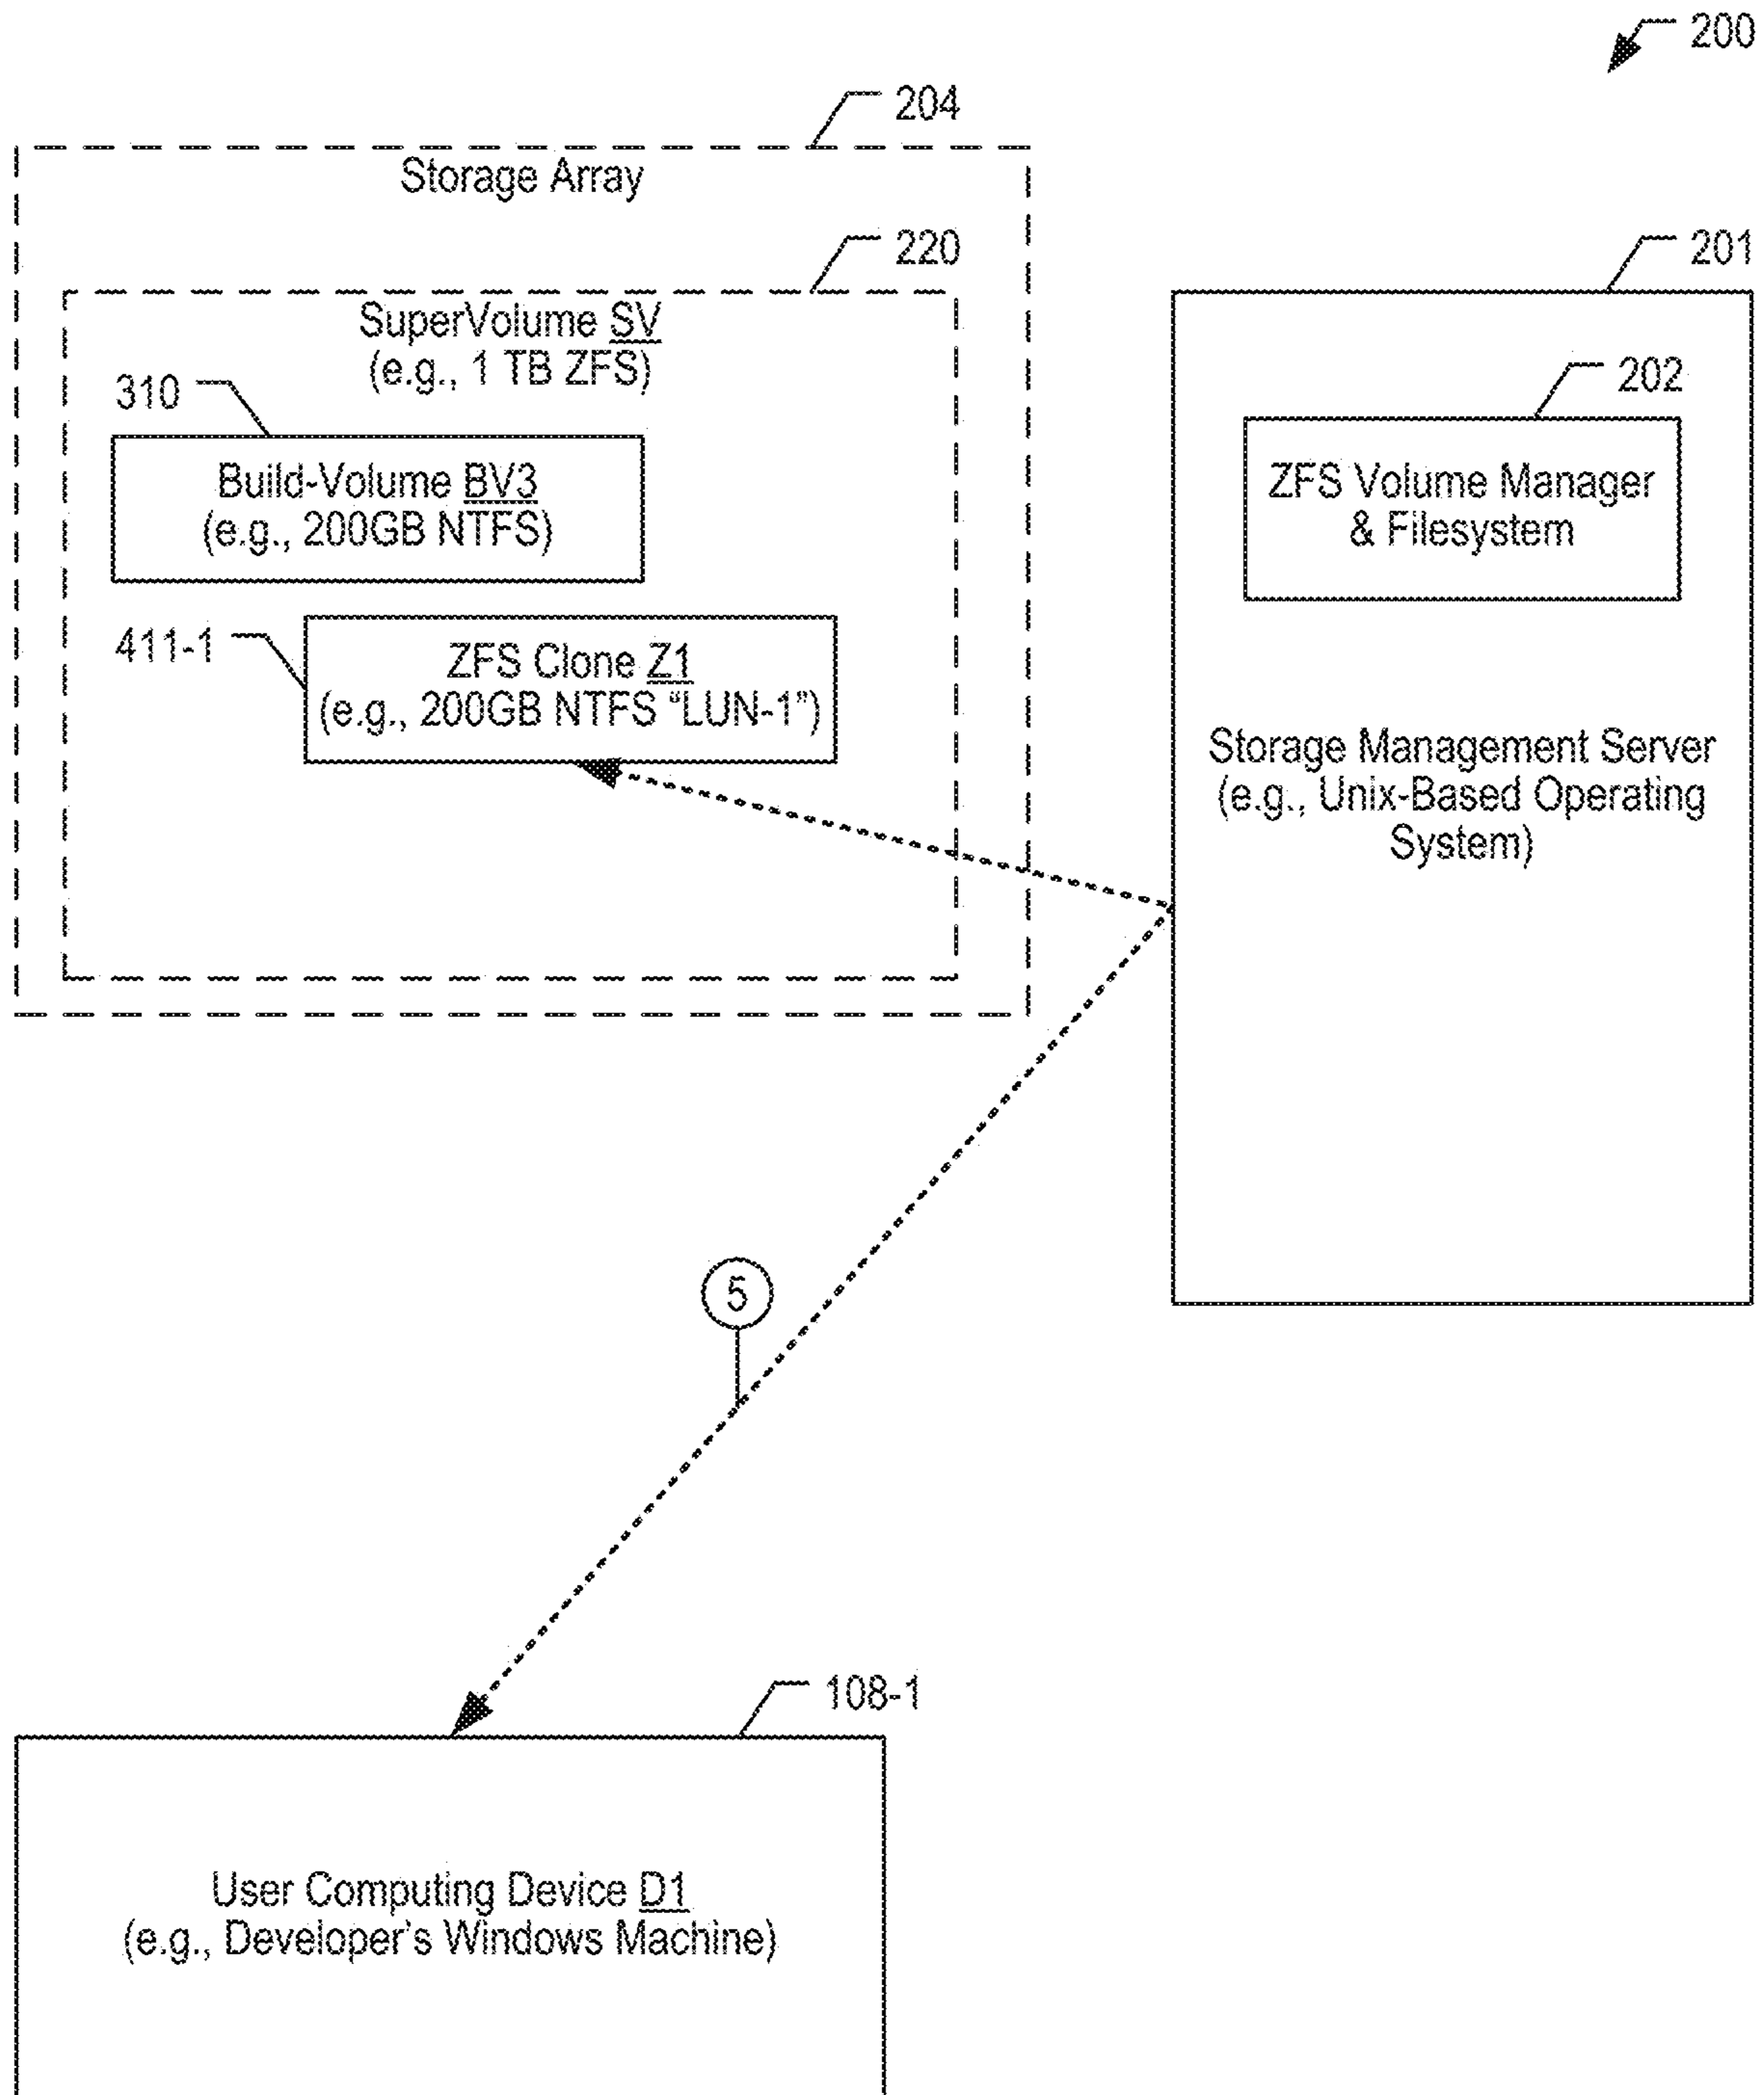 200
204
Storage Array
220
SuperVolume SV
(e.g., 1 TB ZFS)
310
Build-Volume BV3
(e.g., 200GB NTFS)
411-1
ZFS Clone Z1
(e.g., 200GB NTFS “LUN-1”)
201
202
ZFS Volume Manager
& Filesystem
Storage Management Server
(e.g., Unix-Based Operating
System)
5
108-1
User Computing Device D1
(e.g., Developer's Windows Machine)